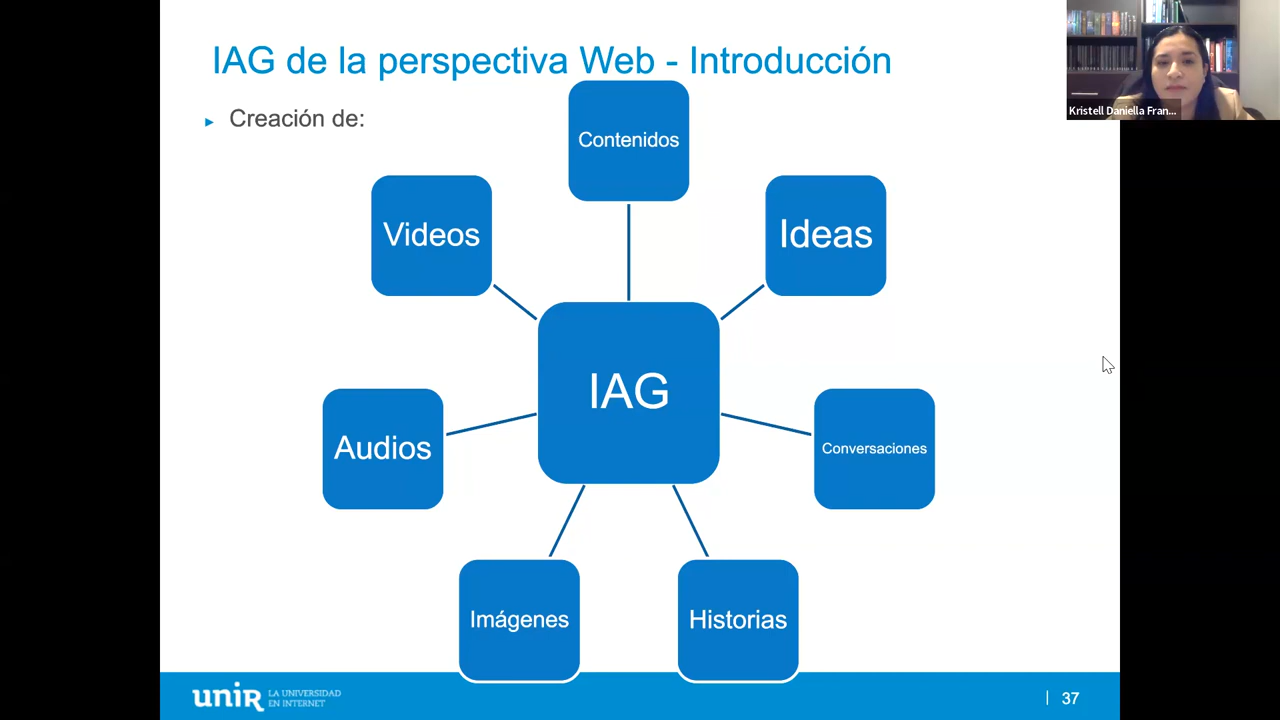 IAG de la perspectiva Web - Introducción
Kristell Daniella Fran...
► Creación de:
Contenidos
Videos
Ideas
IAG
Audios
Conversaciones
Imágenes
Historias
unir LA UNIVERSIDAD
EN INTERNET
37